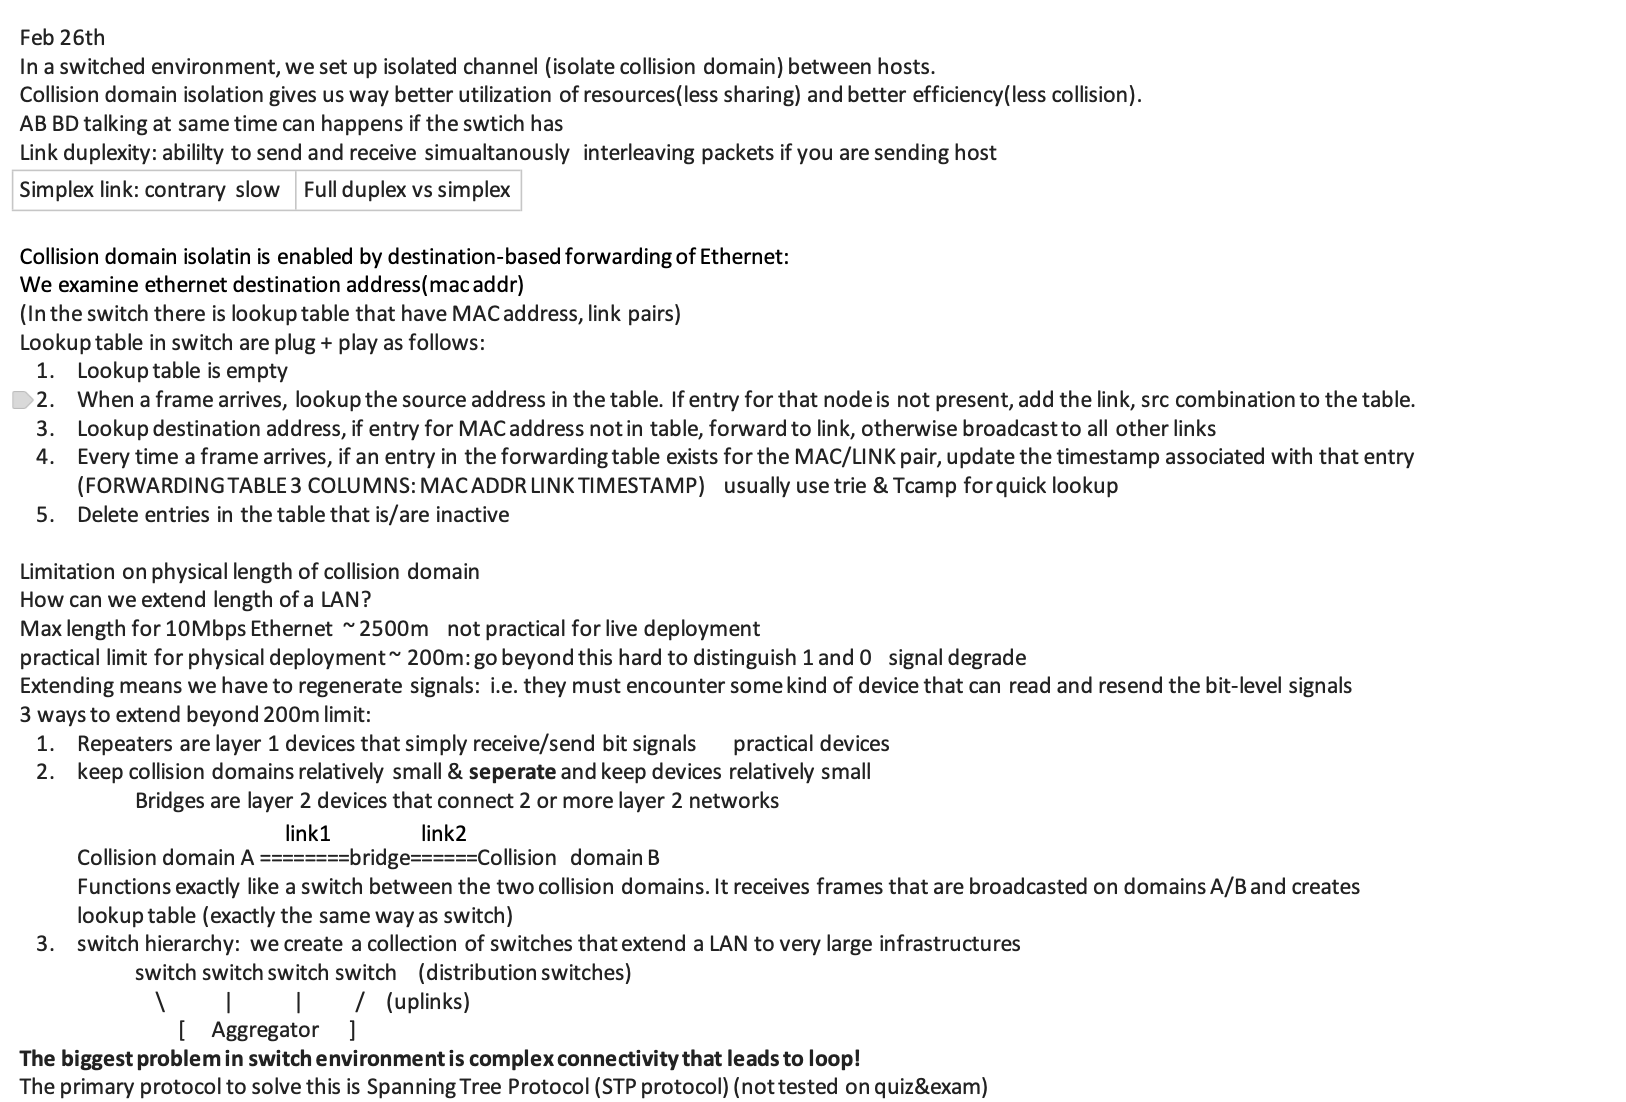 Feb 26th
In a switched environment, we set up isolated channel (isolate collision domain) between hosts.
Collision domain isolation gives us way better utilization of resources(less sharing) and better efficiency(less collision).
AB BD talking at same time can happens if the swtich has
Link duplexity: abililty to send and receive simualtanously interleaving packets if you are sending host
Simplex link: contrary slow Full duplex vs simplex
Collision domain isolatin is enabled by destination-based forwarding of Ethernet:
We examine ethernet destination address(mac addr)
(In the switch there is lookup table that have MAC address, link pairs)
Lookup table in switch are plug + play as follows:
1. Lookup table is empty
2. When a frame arrives, lookup the source address in the table. If entry for that node is not present, add the link, src combination to the table.
3. Lookup destination address, if entry for MAC address not in table, forward to link, otherwise broadcast to all other links
4. Every time a frame arrives, if an entry in the forwarding table exists for the MAC/LINK pair, update the timestamp associated with that entry
(FORWARDING TABLE 3 COLUMNS: MAC ADDR LINK TIMESTAMP) usually use trie & Tcamp for quick lookup
5. Delete entries in the table that is/are inactive
Limitation on physical length of collision domain
How can we extend length of a LAN?
Max length for 10Mbps Ethernet ~ 2500m not practical for live deployment
practical limit for physical deployment ~ 200m: go beyond this hard to distinguish 1 and 0 signal degrade
Extending means we have to regenerate signals: i.e. they must encounter some kind of device that can read and resend the bit-level signals
3 ways to extend beyond 200m limit:
1. Repeaters are layer 1 devices that simply receive/send bit signals practical devices
2. keep collision domains relatively small & seperate and keep devices relatively small
Bridges are layer 2 devices that connect 2 or more layer 2 networks
link1 link2
Collision domain A ========bridge======Collision domain B
Functions exactly like a switch between the two collision domains. It receives frames that are broadcasted on domains A/B and creates
lookup table (exactly the same way as switch)
3. switch hierarchy: we create a collection of switches that extend a LAN to very large infrastructures
switch switch switch switch (distribution switches)
\ | | / (uplinks)
[ Aggregator ]
The biggest problem in switch environment is complex connectivity that leads to loop!
The primary protocol to solve this is Spanning Tree Protocol (STP protocol) (not tested on quiz&exam)